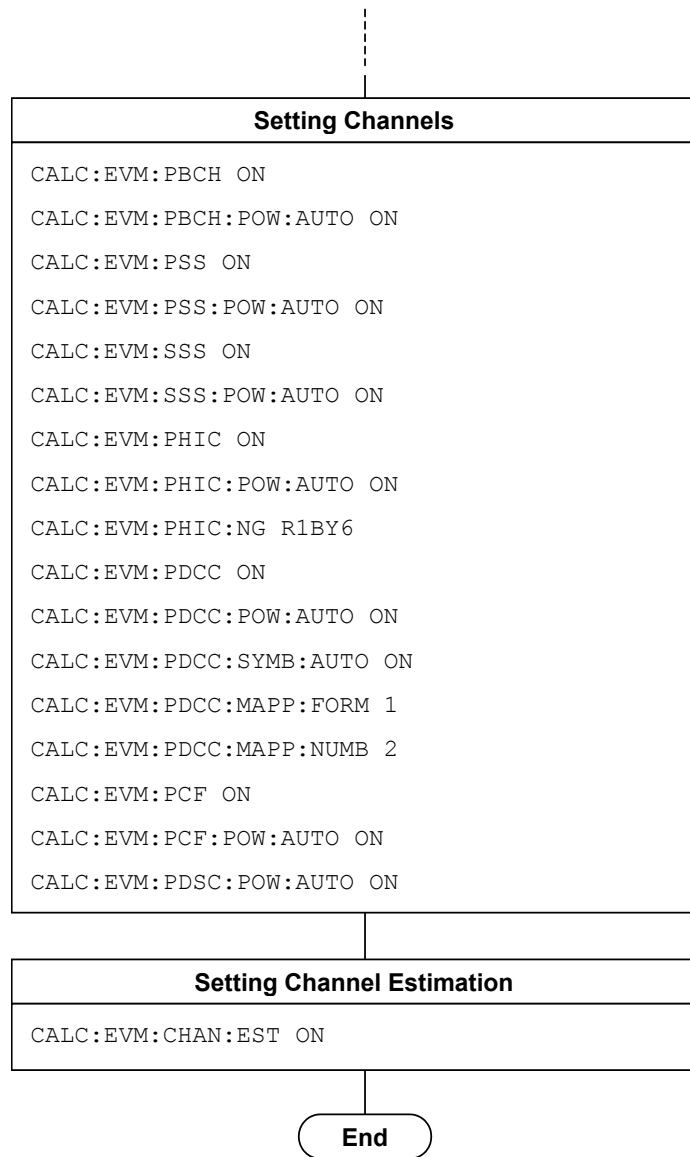 Setting Channels
CALC:EVM:PBCH ON
CALC:EVM:PBCH:POW:AUTO ON
CALC:EVM:PSS ON
CALC:EVM:PSS:POW:AUTO ON
CALC:EVM:SSS ON
CALC:EVM:SSS:POW:AUTO ON
CALC:EVM:PHIC ON
CALC:EVM:PHIC:POW:AUTO ON
CALC:EVM:PHIC:NG R1BY6
CALC:EVM:PDCC ON
CALC:EVM:PDCC:POW:AUTO ON
CALC:EVM:PDCC:SYMB:AUTO ON
CALC:EVM:PDCC:MAPP:FORM 1
CALC:EVM:PDCC:MAPP:NUMB 2
CALC:EVM:PCF ON
CALC:EVM:PCF:POW:AUTO ON
CALC:EVM:PDSC:POW:AUTO ON
Setting Channel Estimation
CALC:EVM:CHAN:EST ON
End